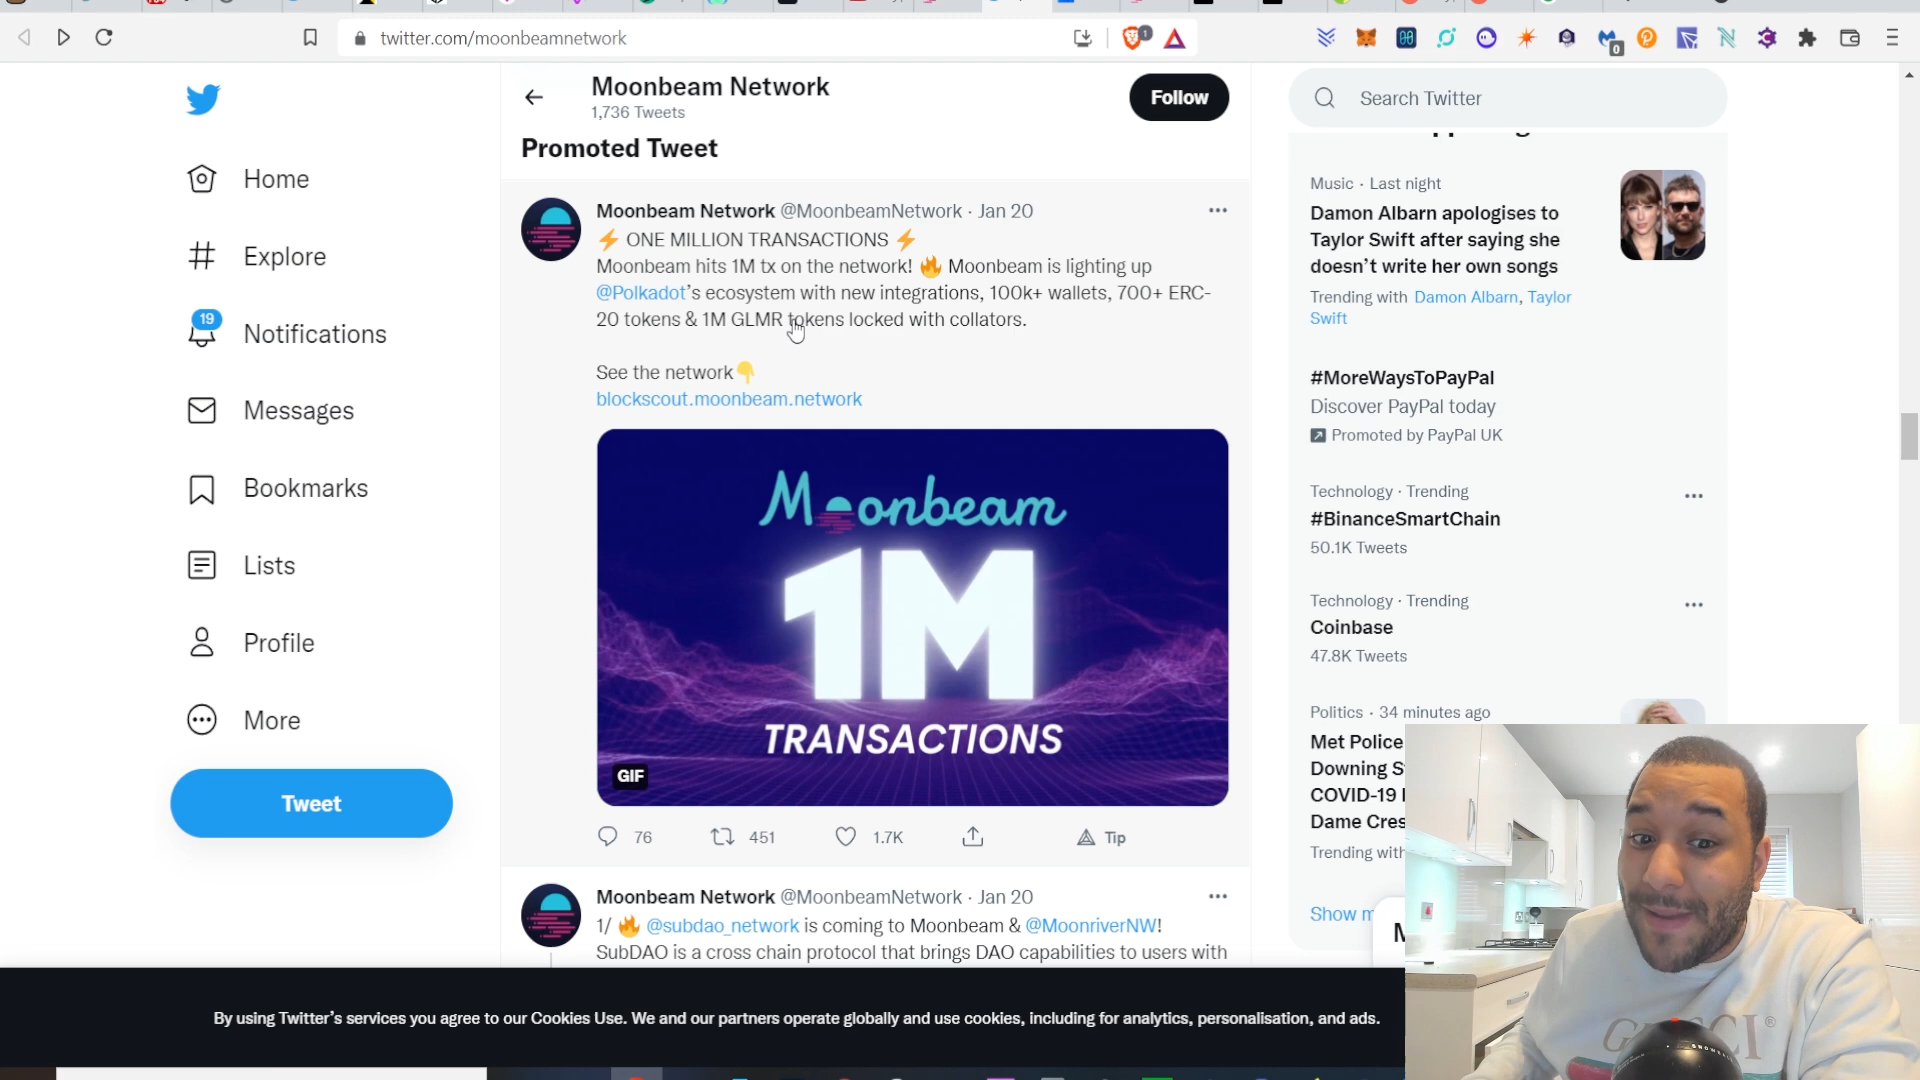 twitter.com/moonbeamnetwork
1
0
Moonbeam Network
1,736 Tweets
Follow
Search Twitter
Home
Explore
19
Notifications
Messages
Bookmarks
Lists
Profile
More
Tweet
Promoted Tweet
Moonbeam Network @MoonbeamNetwork · Jan 20
⚡ ONE MILLION TRANSACTIONS ⚡
Moonbeam hits 1M tx on the network! 🔥 Moonbeam is lighting up
@Polkadot's ecosystem with new integrations, 100k+ wallets, 700+ ERC-
20 tokens & 1M GLMR tokens locked with collators.
See the network👇
blockscout.moonbeam.network
Moonbeam
1M
TRANSACTIONS
GIF
76
451
1.7K
Tip
Moonbeam Network @MoonbeamNetwork · Jan 20
1/ 🔥 @subdao_network is coming to Moonbeam & @MoonriverNW!
SubDAO is a cross chain protocol that brings DAO capabilities to users with
Music · Last night
Damon Albarn apologises to
Taylor Swift after saying she
doesn't write her own songs
Trending with Damon Albarn, Taylor
Swift
#MoreWaysToPayPal
Discover PayPal today
Promoted by PayPal UK
Technology · Trending
#BinanceSmartChain
50.1K Tweets
Technology · Trending
Coinbase
47.8K Tweets
Politics · 34 minutes ago
Met Police
Downing S
COVID-19
Dame Cres
Trending with
Show m
By using Twitter's services you agree to our Cookies Use. We and our partners operate globally and use cookies, including for analytics, personalisation, and ads.